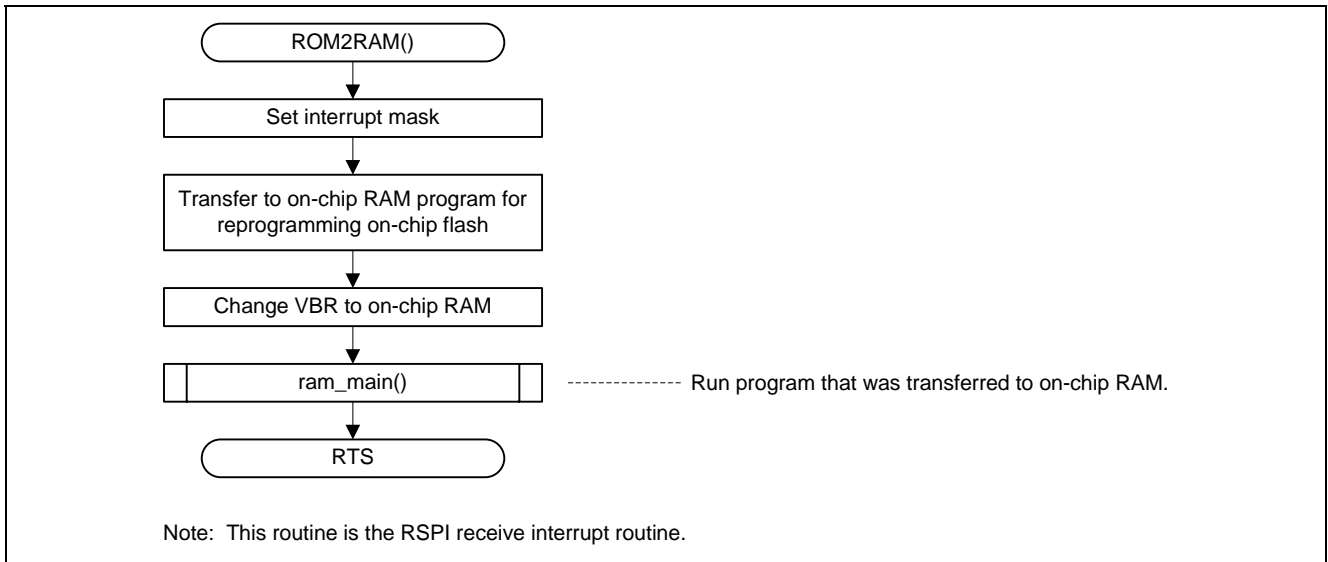 ROM2RAM()
Set interrupt mask
Transfer to on-chip RAM program for
reprogramming on-chip flash
Change VBR to on-chip RAM
ram_main()
Run program that was transferred to on-chip RAM.
RTS
Note: This routine is the RSPI receive interrupt routine.